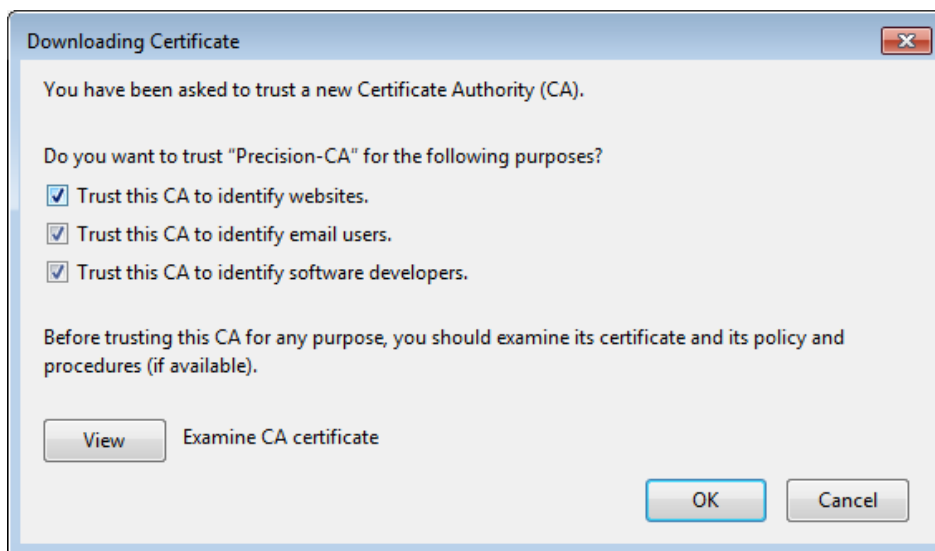 Downloading Certificate
You have been asked to trust a new Certificate Authority (CA).
Do you want to trust “Precision-CA” for the following purposes?
Trust this CA to identify websites.
Trust this CA to identify email users.
Trust this CA to identify software developers.
Before trusting this CA for any purpose, you should examine its certificate and its policy and
procedures (if available).
View Examine CA certificate
OK Cancel